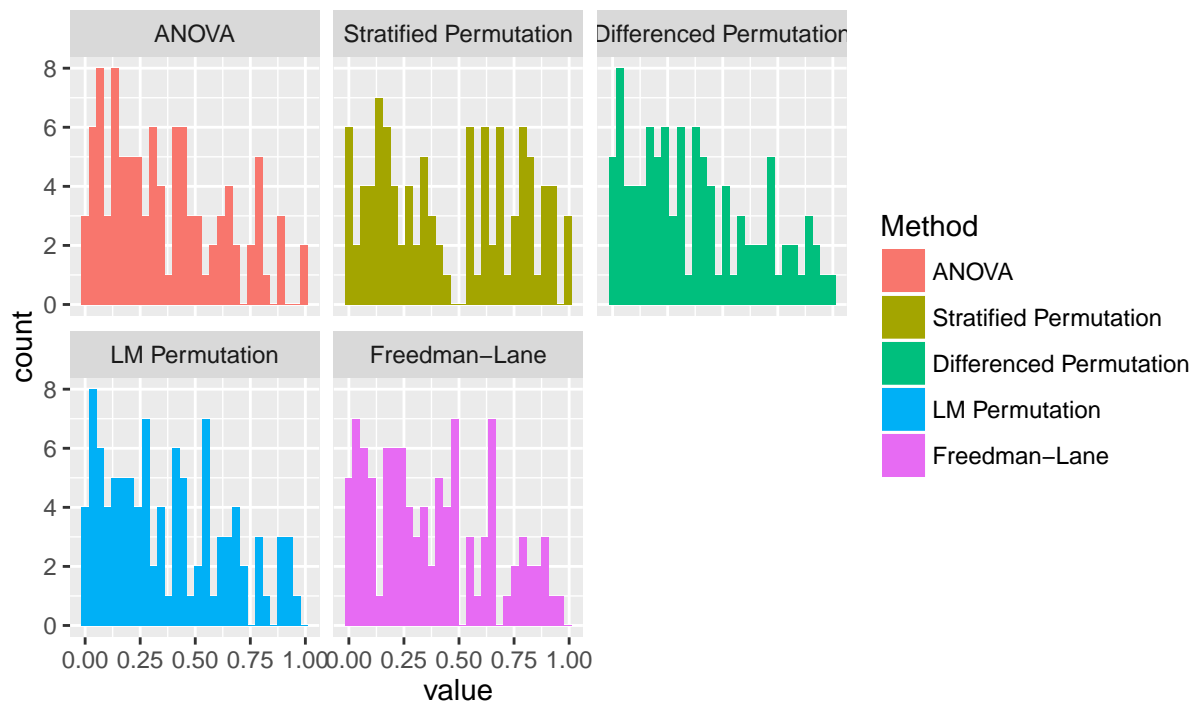 ANOVA
Stratified Permutation
Differenced Permutation
8
6
4
2
0
LM Permutation
Freedman−Lane
8
6
4
2
0
0.00 0.25 0.50 0.75 1.00
0.00 0.25 0.50 0.75 1.00
count
value
Method
ANOVA
Stratified Permutation
Differenced Permutation
LM Permutation
Freedman−Lane